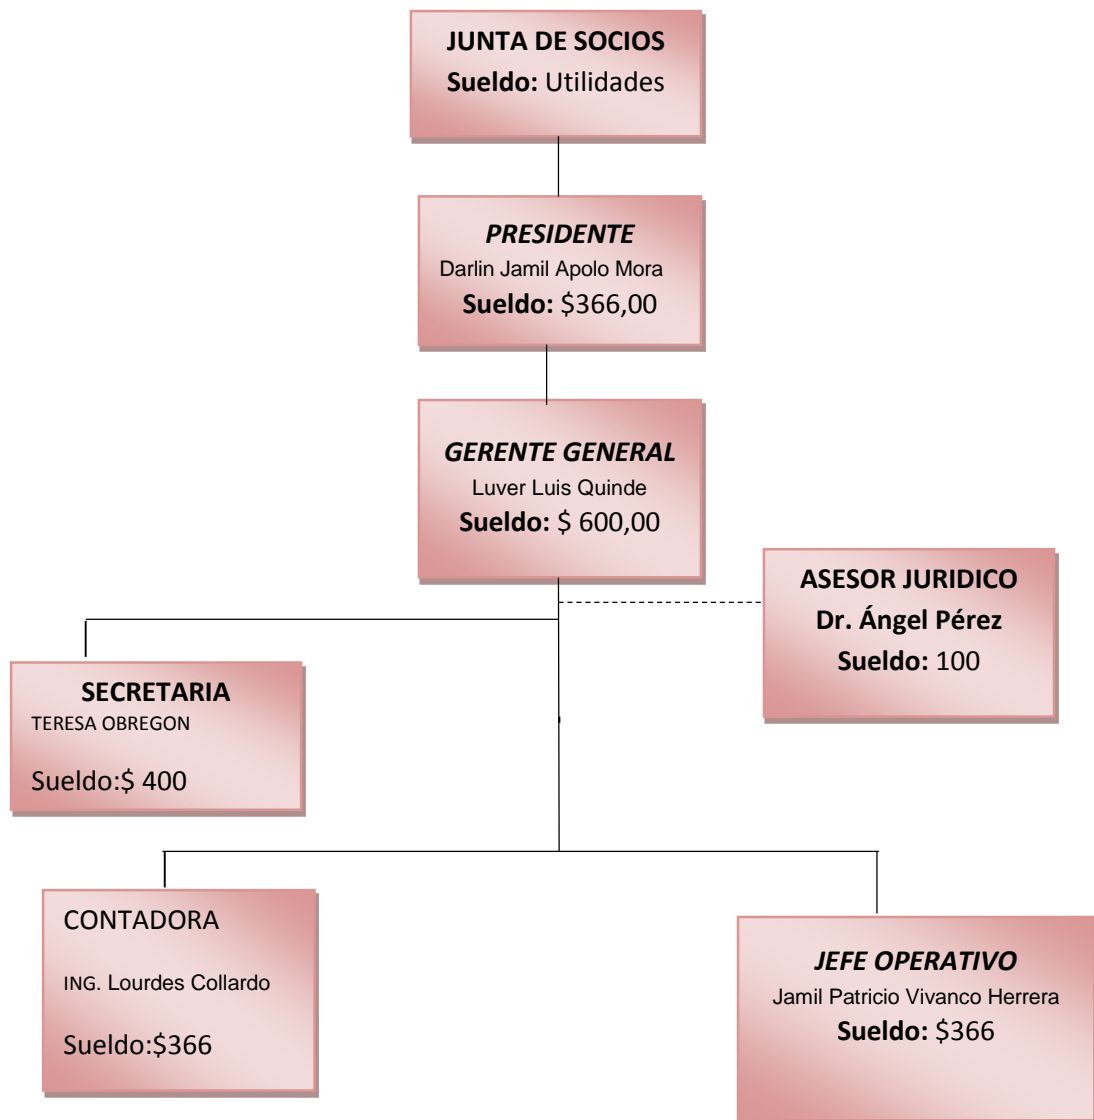 JUNTA DE SOCIOS
Sueldo: Utilidades
PRESIDENTE
Darlin Jamil Apolo Mora
Sueldo: $366,00
GERENTE GENERAL
Luver Luis Quinde
Sueldo: $ 600,00
ASESOR JURIDICO
Dr. Ángel Pérez
Sueldo: 100
SECRETARIA
TERESA OBREGON
Sueldo:$ 400
CONTADORA
ING. Lourdes Collardo
Sueldo:$366
JEFE OPERATIVO
Jamil Patricio Vivanco Herrera
Sueldo: $366